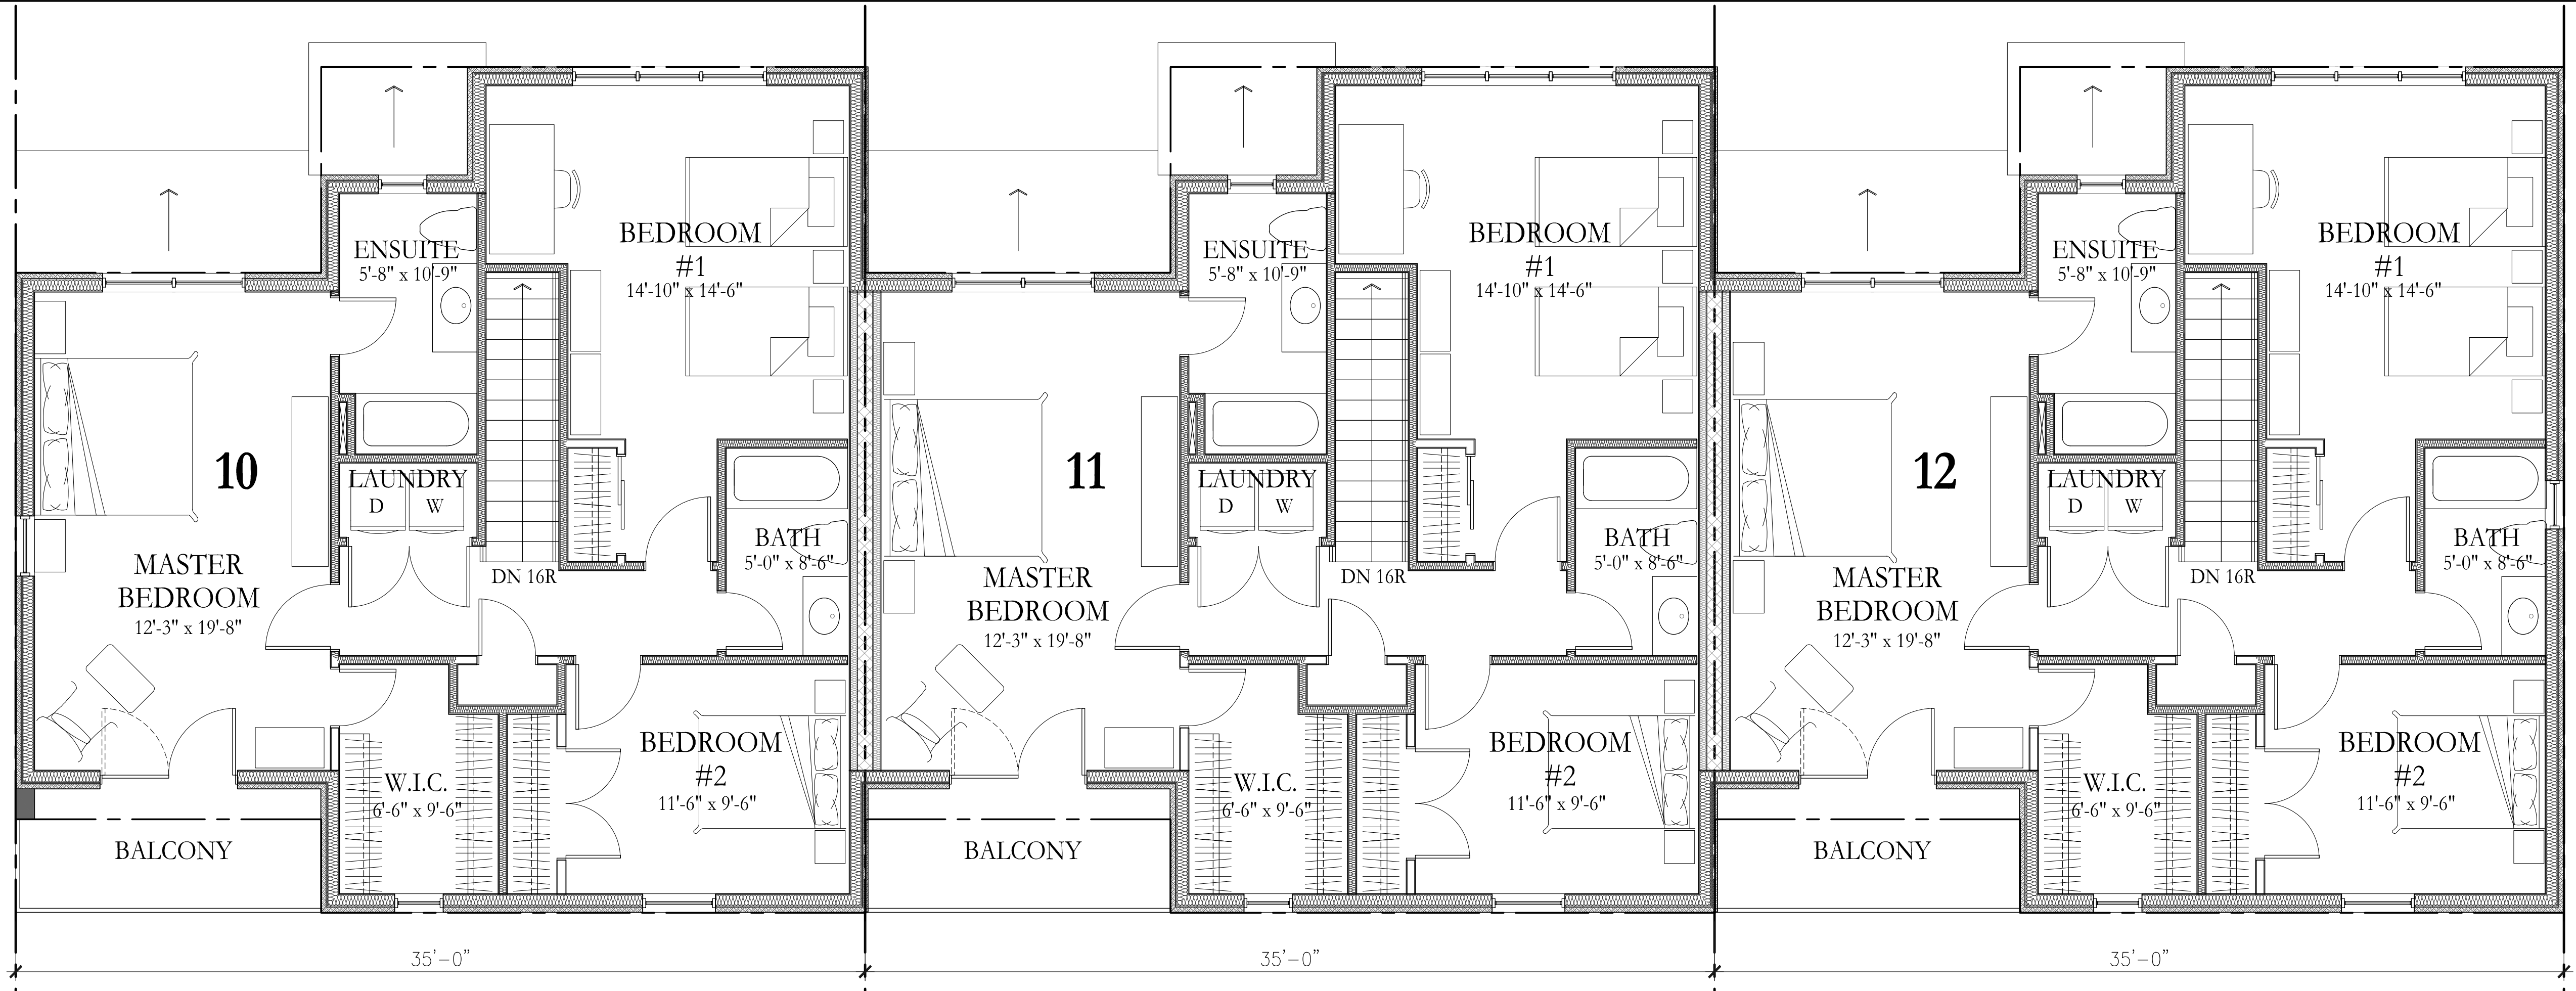 ENSUITE
5'-8" x 10'-9"
BEDROOM
#1
14'-10" x 14'-6"
10
LAUNDRY
D
W
MASTER
BEDROOM
12'-3" x 19'-8"
DN 16R
BATH
5'-0" x 8'-6"
W.I.C.
6'-6" x 9'-6"
BEDROOM
#2
11'-6" x 9'-6"
BALCONY
35'-0"
ENSUITE
5'-8" x 10'-9"
BEDROOM
#1
14'-10" x 14'-6"
11
LAUNDRY
D
W
MASTER
BEDROOM
12'-3" x 19'-8"
DN 16R
BATH
5'-0" x 8'-6"
W.I.C.
6'-6" x 9'-6"
BEDROOM
#2
11'-6" x 9'-6"
BALCONY
35'-0"
ENSUITE
5'-8" x 10'-9"
BEDROOM
#1
14'-10" x 14'-6"
12
LAUNDRY
D
W
MASTER
BEDROOM
12'-3" x 19'-8"
DN 16R
BATH
5'-0" x 8'-6"
W.I.C.
6'-6" x 9'-6"
BEDROOM
#2
11'-6" x 9'-6"
BALCONY
35'-0"